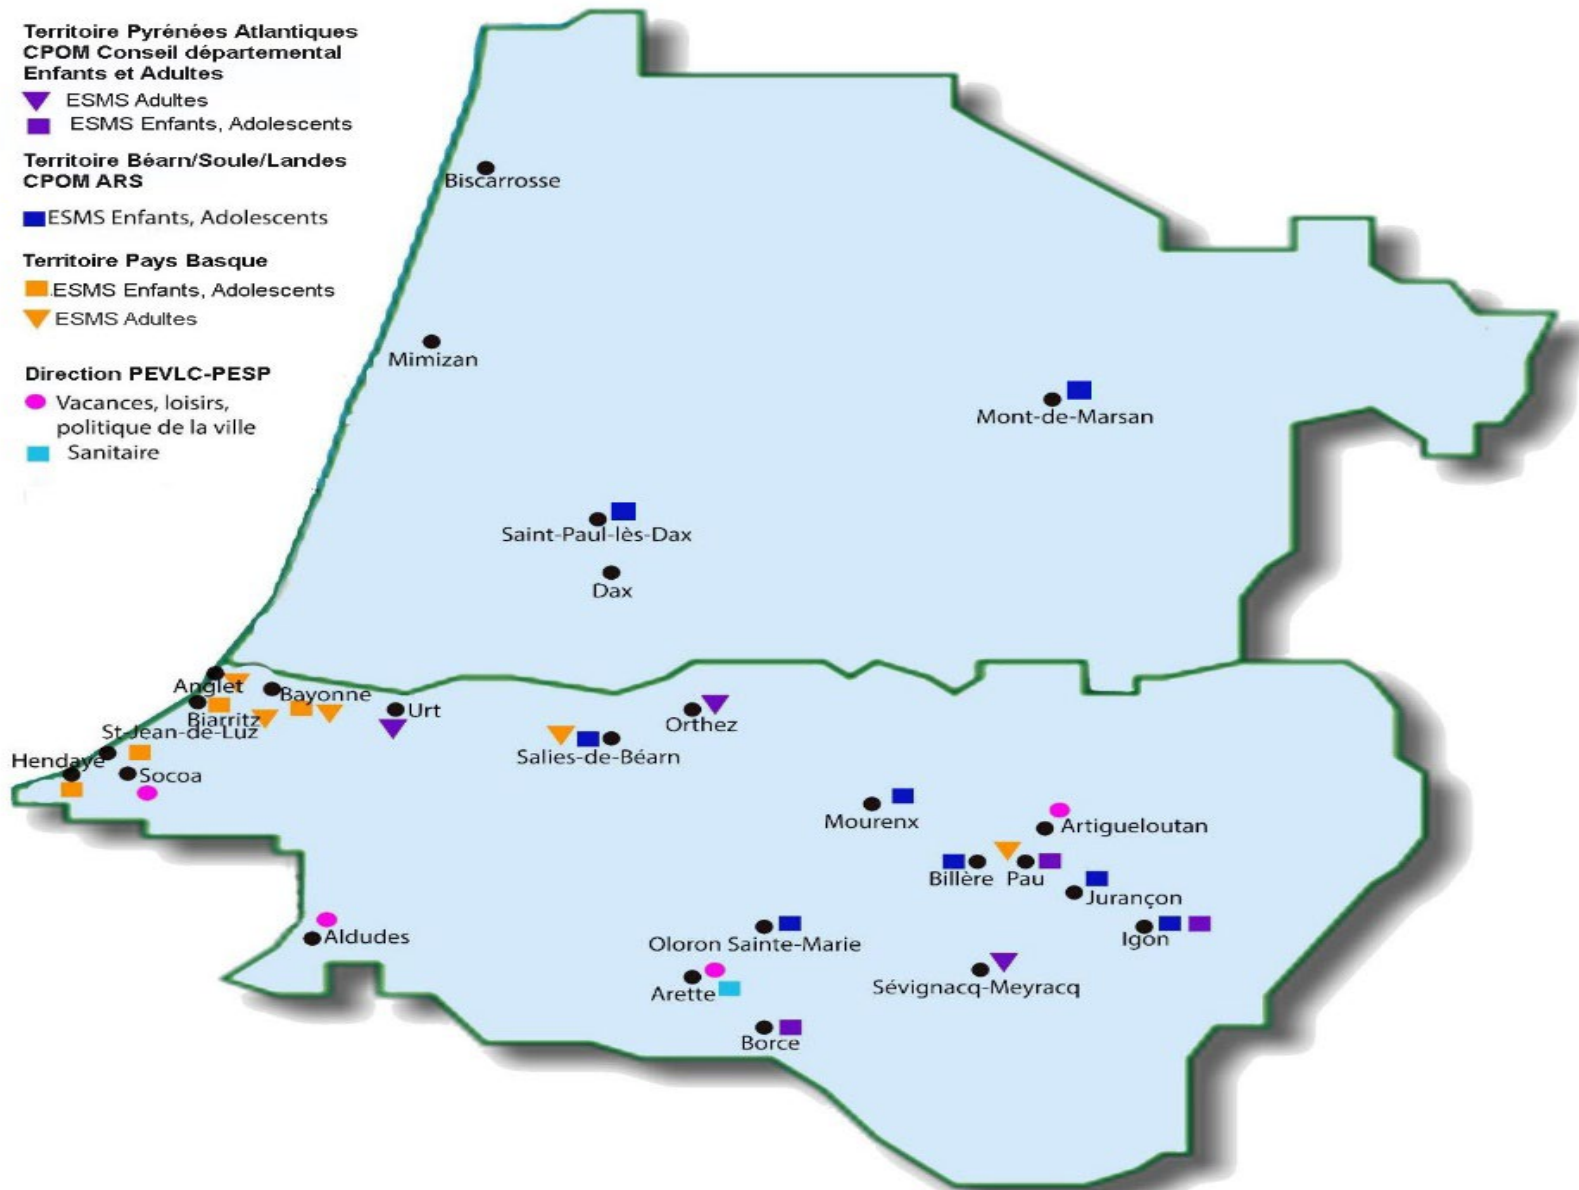 Territoire Pyrénées Atlantiques
CPOM Conseil départemental
Enfants et Adultes
ESMS Adultes
ESMS Enfants, Adolescents
Territoire Béarn/Soule/Landes
CPOM ARS
ESMS Enfants, Adolescents
Territoire Pays Basque
ESMS Enfants, Adolescents
ESMS Adultes
Direction PEVLC-PESP
Vacances, loisirs,
politique de la ville
Sanitaire
Biscarrosse
Mimizan
Mont-de-Marsan
Saint-Paul-lès-Dax
Dax
Anglet
Bayonne
Biarritz
St-Jean-de-Luz
Hendaye
Socoa
Urt
Orthez
Salies-de-Béarn
Mourenx
Artigueloutan
Billère
Pau
Jurançon
Igon
Aldudes
Oloron Sainte-Marie
Arette
Sévignacq-Meyracq
Borce